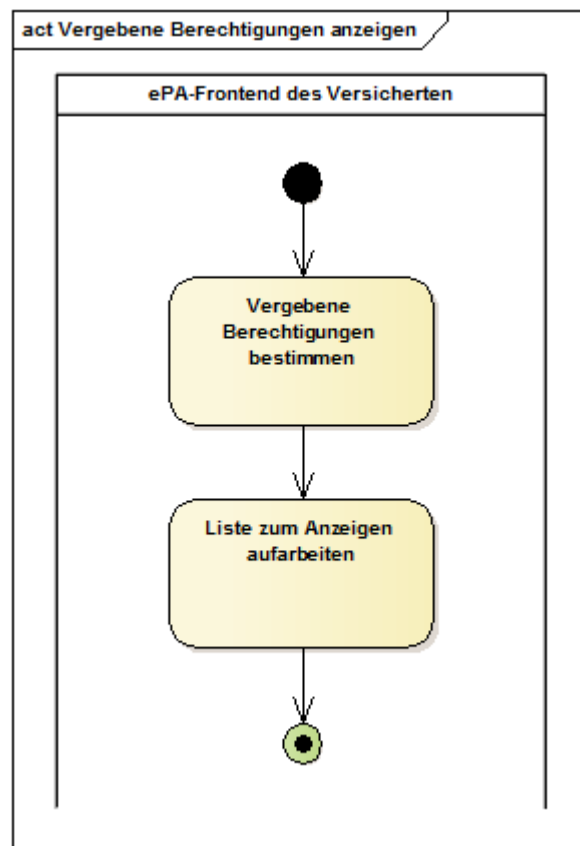 act Vergebene Berechtigungen anzeigen
ePA-Frontend des Versicherten
Vergebene
Berechtigungen
bestimmen
Liste zum Anzeigen
aufarbeiten